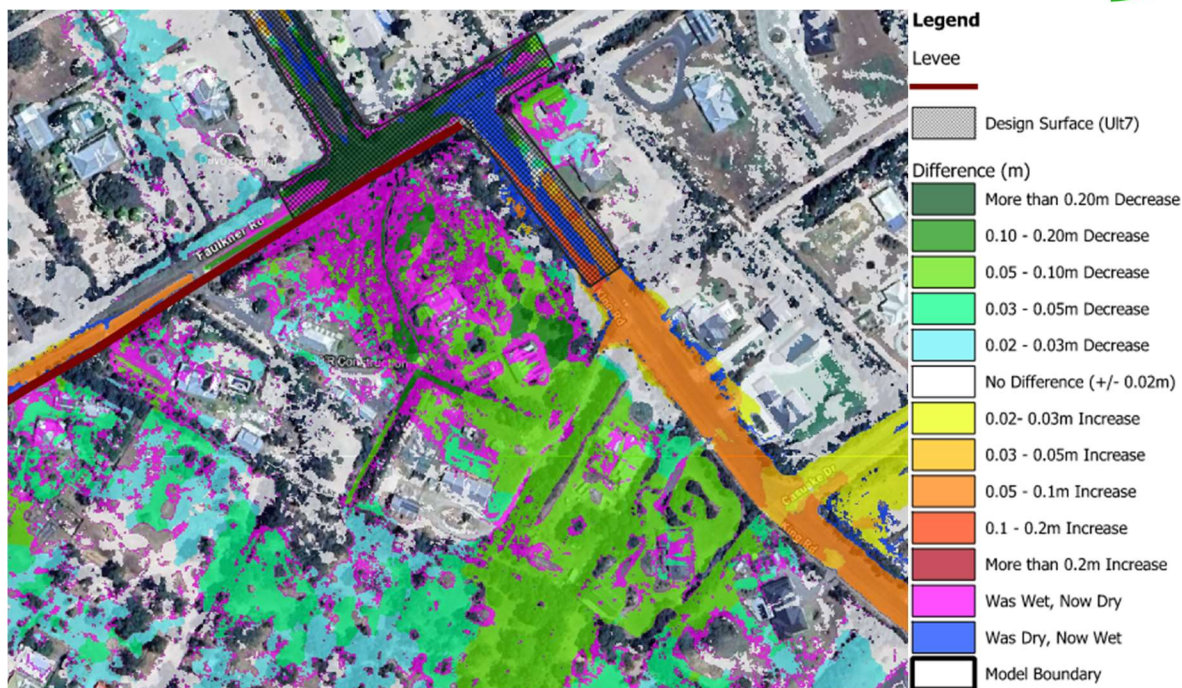 Legend
Levee
Design Surface (Ult7)
Difference (m)
More than 0.20m Decrease
0.10 - 0.20m Decrease
0.05 - 0.10m Decrease
0.03 - 0.05m Decrease
0.02 - 0.03m Decrease
No Difference (+/- 0.02m)
0.02- 0.03m Increase
0.03 - 0.05m Increase
0.05 - 0.1m Increase
0.1 - 0.2m Increase
More than 0.2m Increase
Was Wet, Now Dry
Was Dry, Now Wet
Model Boundary
Faulkner Rd
Construction
King Rd
Dr
King Rd